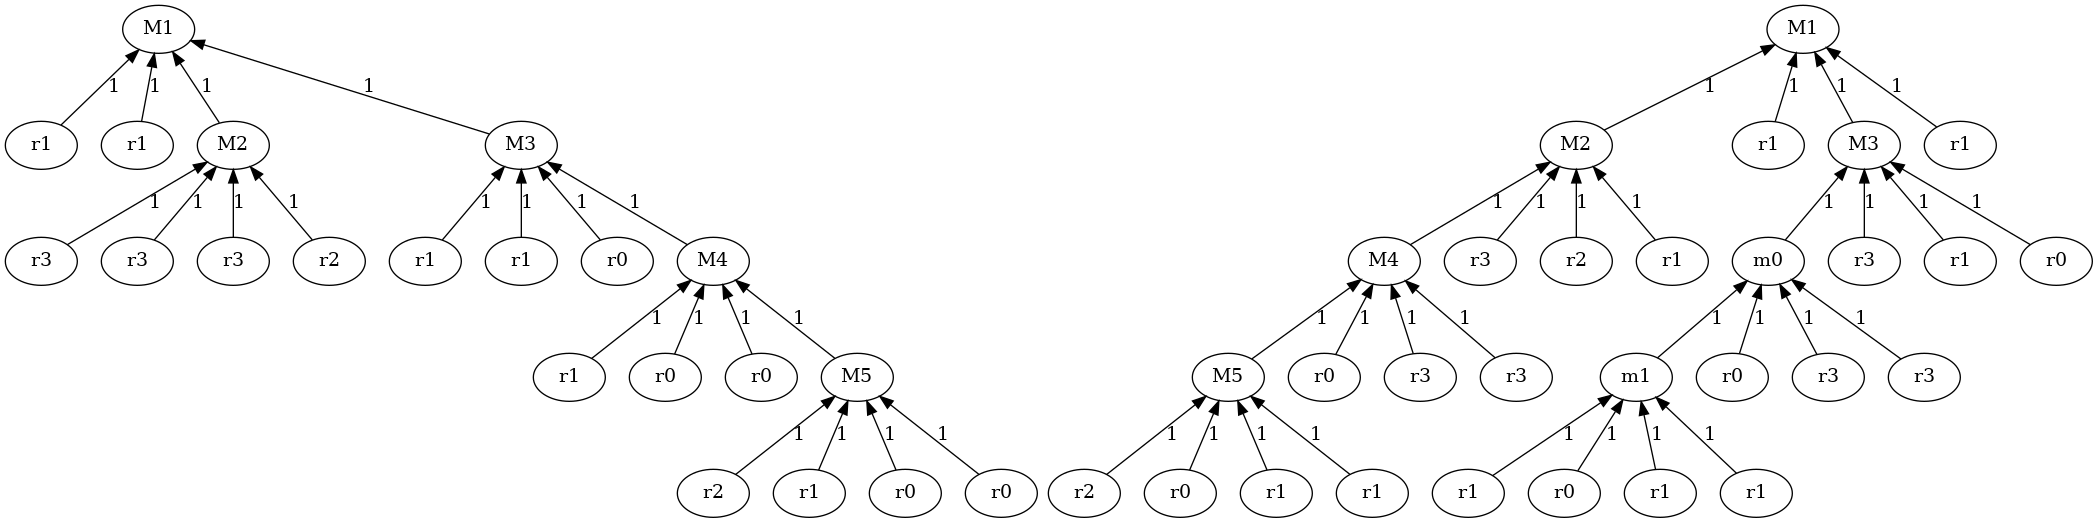 M1 M1
1 1 1 1 1 1 1 1
r1 r1 M2 M3 M2 r1 M3 r1
1 1 1 1 1 1 1 1 1 1 1 1 1 1 1 1
r3 r3 r3 r2 r1 r1 r0 M4 M4 r3 r2 r1 m0 r3 r1 r0
1 1 1 1 1 1 1 1 1 1 1 1
r1 r0 r0 M5 M5 r0 r3 r3 m1 r0 r3 r3
1 1 1 1 1 1 1 1 1 1 1 1
r2 r1 r0 r0 r2 r0 r1 r1 r1 r0 r1 r1